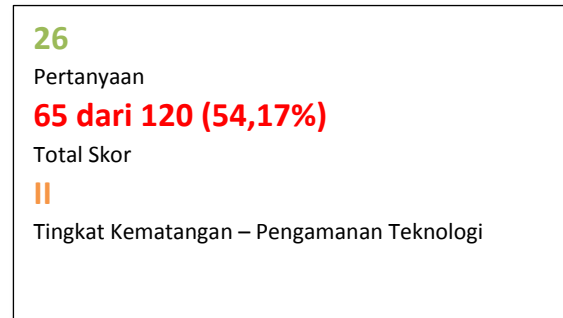 26
Pertanyaan
65 dari 120 (54,17%)
Total Skor
II
Tingkat Kematangan – Pengamanan Teknologi